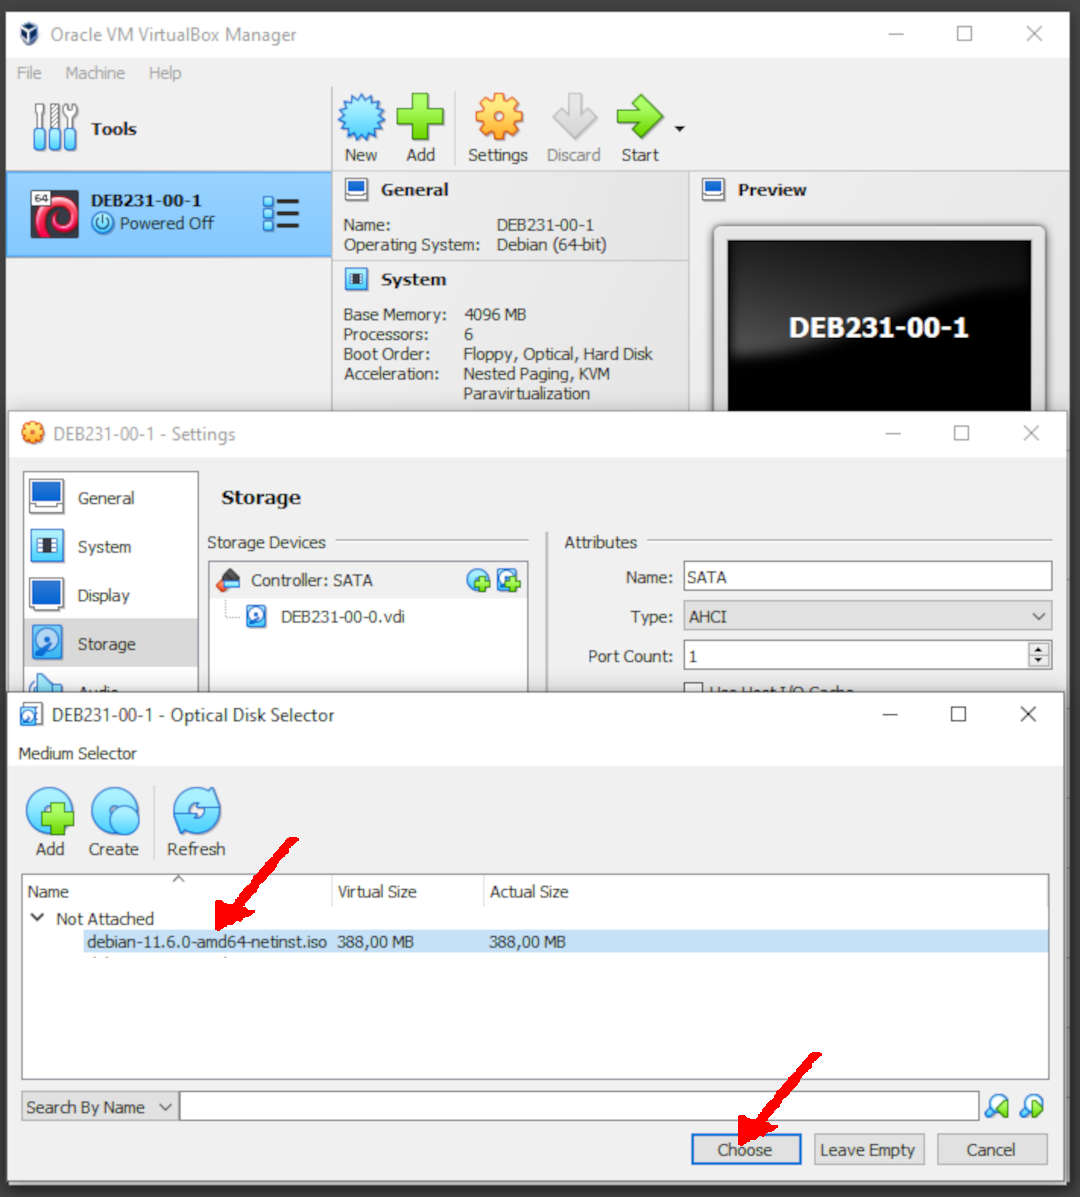 Oracle VM VirtualBox Manager
File Machine Help
Tools
New Add Settings Discard Start
64
DEB231-00-1
Powered Off
General
Name: DEB231-00-1
Operating System: Debian (64-bit)
System
Base Memory: 4096 MB
Processors: 6
Boot Order: Floppy, Optical, Hard Disk
Acceleration: Nested Paging, KVM
Paravirtualization
Preview
DEB231-00-1
DEB231-00-1 - Settings
General
System
Display
Storage
Audio
Storage
Storage Devices
Controller: SATA
DEB231-00-0.vdi
Attributes
Name: SATA
Type: AHCI
Port Count: 1
Use Host I/O Cache
DEB231-00-1 - Optical Disk Selector
Medium Selector
Add Create Refresh
Name Virtual Size Actual Size
Not Attached
debian-11.6.0-amd64-netinst.iso 388,00 MB 388,00 MB
Search By Name
Choose Leave Empty Cancel